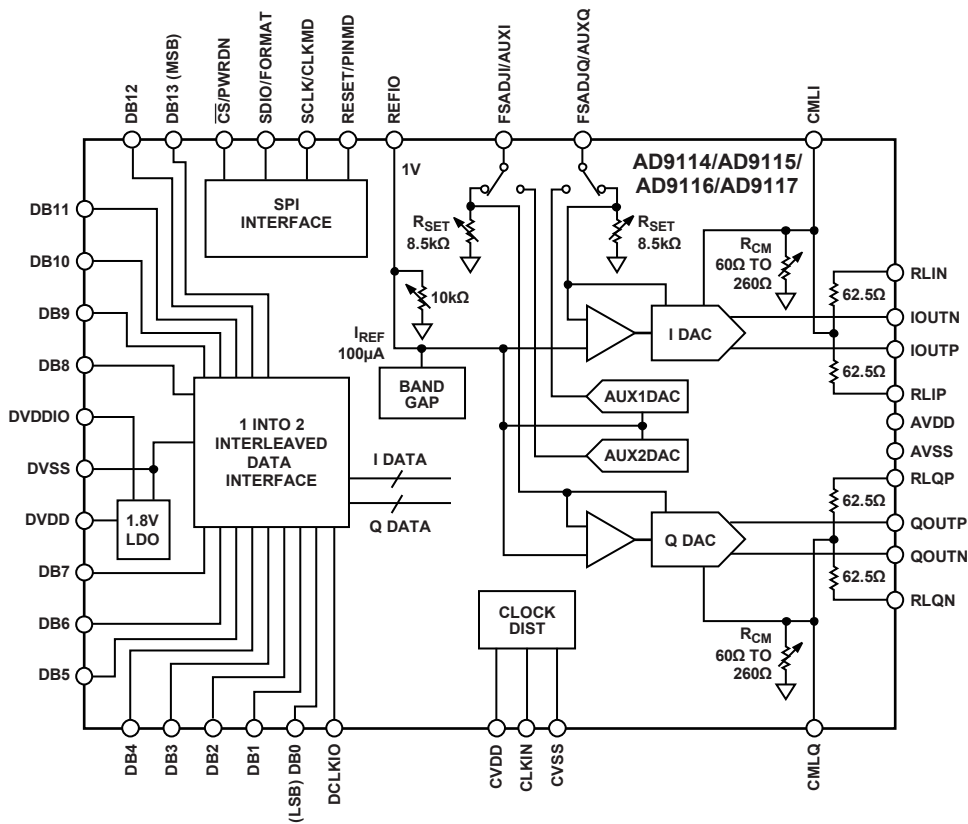 DB12
DB13 (MSB)
CS/PWRDN
SDIO/FORMAT
SCLK/CLKMD
RESET/PINMD
REFIO
FSADJI/AUXI
FSADJQ/AUXQ
CMLI
AD9114/AD9115/
AD9116/AD9117
1V
SPI
INTERFACE
RSET
8.5kΩ
RSET
8.5kΩ
RCM
60Ω TO
260Ω
10kΩ
IREF
100µA
BAND
GAP
I DAC
AUX1DAC
AUX2DAC
62.5Ω
62.5Ω
RLIN
IOUTN
IOUTP
RLIP
AVDD
AVSS
RLQP
QOUTP
QOUTN
RLQN
DB11
DB10
DB9
DB8
DVDDIO
DVSS
DVDD
DB7
DB6
DB5
1 INTO 2
INTERLEAVED
DATA
INTERFACE
I DATA
Q DATA
1.8V
LDO
Q DAC
62.5Ω
62.5Ω
CLOCK
DIST
RCM
60Ω TO
260Ω
DB4
DB3
DB2
DB1
(LSB) DB0
DCLKIO
CVDD
CLKIN
CVSS
CMLQ